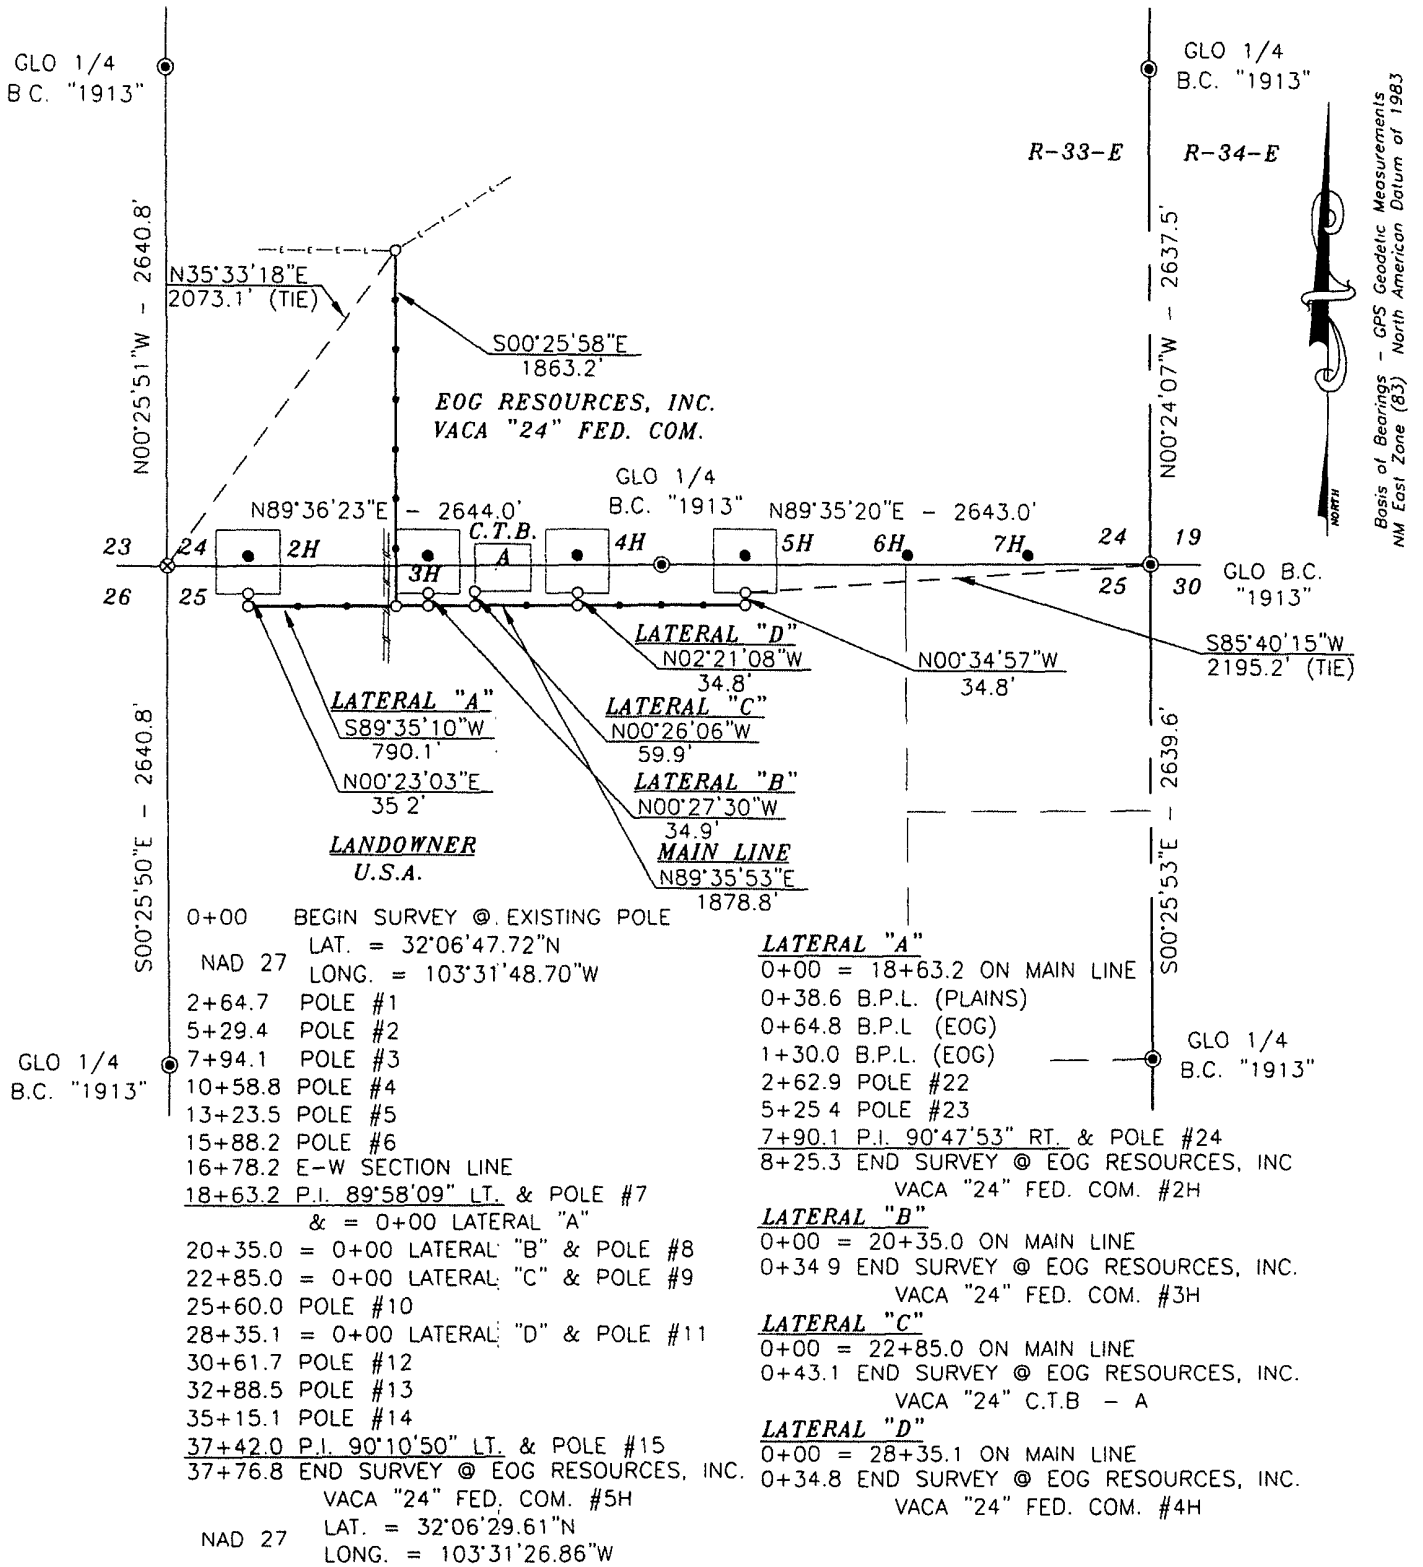 GLO 1/4
B.C. "1913"
GLO 1/4
B.C. "1913"
R-33-E
R-34-E
Basis of Bearings - GPS Geodetic Measurements
NM East Zone (83) North American Datum of 1983
NORTH
N00°25'51"W - 2640.8'
N00°24'07"W - 2637.5'
N35°33'18"E
2073.1' (TIE)
S00°25'58"E
1863.2'
EOG RESOURCES, INC.
VACA "24" FED. COM.
GLO 1/4
B.C. "1913"
N89°36'23"E - 2644.0'
N89°35'20"E - 2643.0'
C.T.B.
A
23
24
2H
3H
4H
5H
6H
7H
24
19
26
25
25
30
GLO B.C.
"1913"
LATERAL "D"
N02°21'08"W
34.8'
N00°34'57"W
34.8'
S85°40'15"W
2195.2' (TIE)
LATERAL "A"
S89°35'10"W
790.1'
LATERAL "C"
N00°26'06"W
59.9'
N00°23'03"E
35 2'
LATERAL "B"
N00°27'30"W
34.9'
LANDOWNER
U.S.A.
MAIN LINE
N89°35'53"E
1878.8'
S00°25'50"E - 2640.8'
S00°25'53"E - 2639.6'
GLO 1/4
B.C. "1913"
GLO 1/4
B.C. "1913"
0+00 BEGIN SURVEY @ EXISTING POLE
LAT. = 32°06'47.72"N
NAD 27
LONG. = 103°31'48.70"W
2+64.7 POLE #1
5+29.4 POLE #2
7+94.1 POLE #3
10+58.8 POLE #4
13+23.5 POLE #5
15+88.2 POLE #6
16+78.2 E-W SECTION LINE
18+63.2 P.I. 89°58'09" LT. & POLE #7
& = 0+00 LATERAL "A"
20+35.0 = 0+00 LATERAL "B" & POLE #8
22+85.0 = 0+00 LATERAL "C" & POLE #9
25+60.0 POLE #10
28+35.1 = 0+00 LATERAL "D" & POLE #11
30+61.7 POLE #12
32+88.5 POLE #13
35+15.1 POLE #14
37+42.0 P.I. 90°10'50" LT. & POLE #15
37+76.8 END SURVEY @ EOG RESOURCES, INC.
VACA "24" FED. COM. #5H
LAT. = 32°06'29.61"N
NAD 27
LONG. = 103°31'26.86"W
LATERAL "A"
0+00 = 18+63.2 ON MAIN LINE
0+38.6 B.P.L. (PLAINS)
0+64.8 B.P.L (EOG)
1+30.0 B.P.L. (EOG)
2+62.9 POLE #22
5+25 4 POLE #23
7+90.1 P.I. 90°47'53" RT. & POLE #24
8+25.3 END SURVEY @ EOG RESOURCES, INC
VACA "24" FED. COM. #2H
LATERAL "B"
0+00 = 20+35.0 ON MAIN LINE
0+34 9 END SURVEY @ EOG RESOURCES, INC.
VACA "24" FED. COM. #3H
LATERAL "C"
0+00 = 22+85.0 ON MAIN LINE
0+43.1 END SURVEY @ EOG RESOURCES, INC.
VACA "24" C.T.B - A
LATERAL "D"
0+00 = 28+35.1 ON MAIN LINE
0+34.8 END SURVEY @ EOG RESOURCES, INC.
VACA "24" FED. COM. #4H